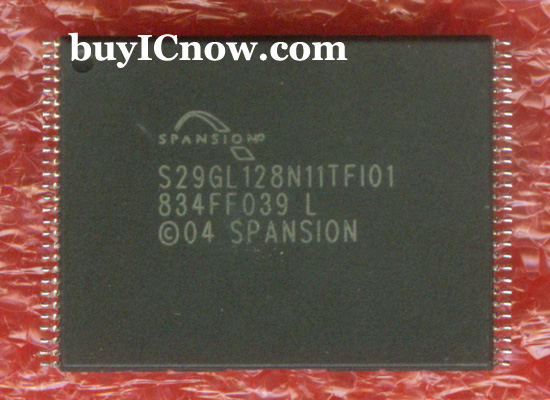 buyICnow.com
SPANSION
S29GL128N11TFI01
834FF039 L
©04 SPANSION